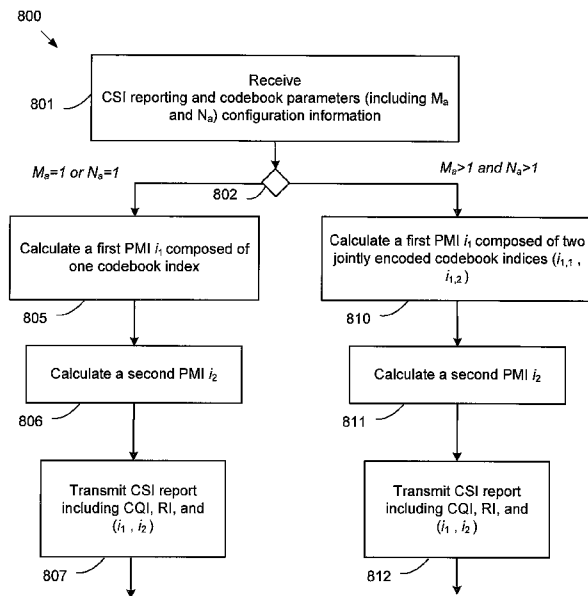 800
Receive
CSI reporting and codebook parameters (including Ma
and Na) configuration information
801
Ma=1 or Na=1
Ma>1 and Na>1
802
Calculate a first PMI i1 composed of
one codebook index
805
Calculate a first PMI i1 composed of two
jointly encoded codebook indices (i1,1 ,
i1,2)
810
Calculate a second PMI i2
806
Calculate a second PMI i2
811
Transmit CSI report
including CQI, RI, and
(i1 , i2 )
807
Transmit CSI report
including CQI, RI, and
(i1 , i2 )
812